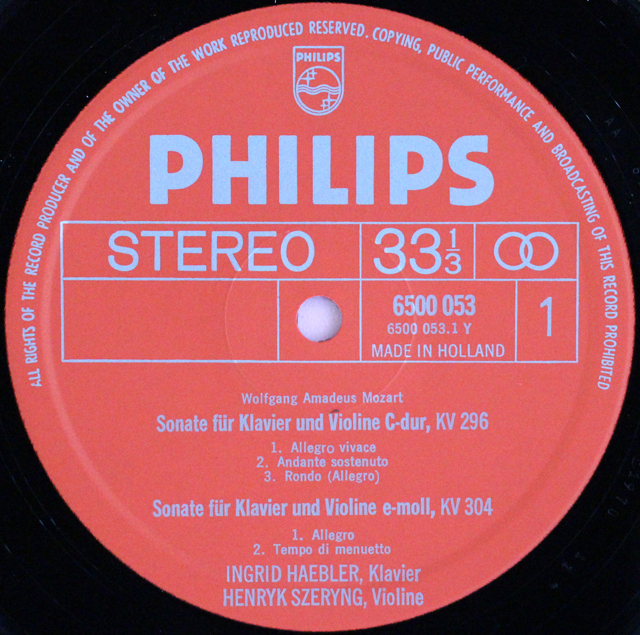 ALL RIGHTS OF THE RECORD PRODUCER AND OF THE OWNER OF THE WORK REPRODUCED RESERVED. COPYING, PUBLIC PERFORMANCE AND BROADCASTING OF THIS RECORD PROHIBITED
PHILIPS
PHILIPS
STEREO
33 1/3
6500 053
6500 053.1 Y
MADE IN HOLLAND
1
Wolfgang Amadeus Mozart
Sonate für Klavier und Violine C-dur, KV 296
1. Allegro vivace
2. Andante sostenuto
3. Rondo (Allegro)
Sonate für Klavier und Violine e-moll, KV 304
1. Allegro
2. Tempo di menuetto
INGRID HAEBLER, Klavier
HENRYK SZERYNG, Violine